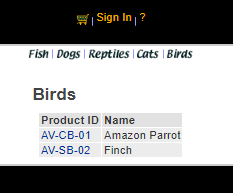 | Sign In | ?
Fish | Dogs | Reptiles | Cats | Birds
Birds
Product ID Name
AV-CB-01 Amazon Parrot
AV-SB-02 Finch